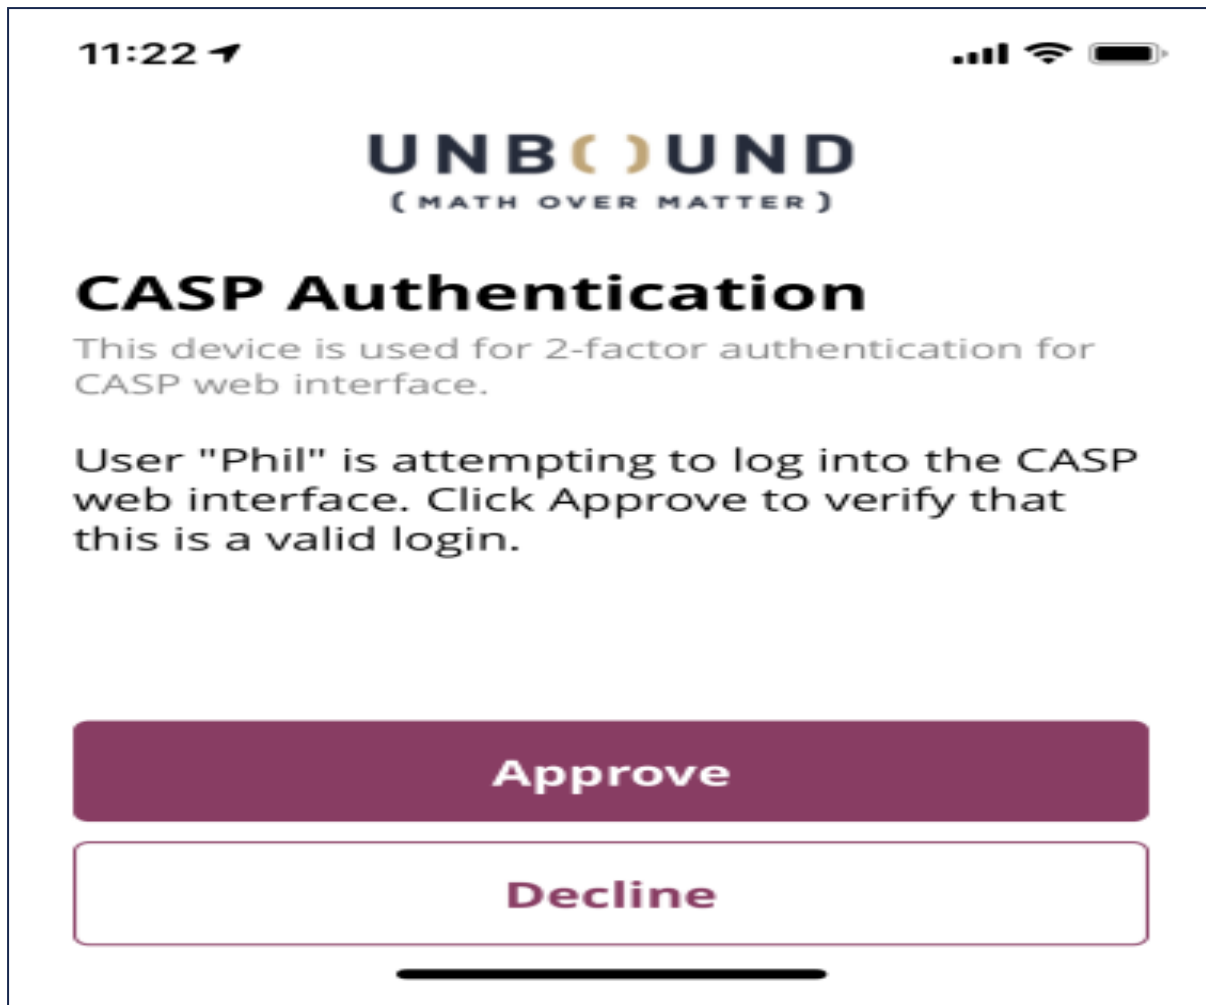 11:22
UNB()UND
(MATH OVER MATTER)
CASP Authentication
This device is used for 2-factor authentication for
CASP web interface.
User "Phil" is attempting to log into the CASP
web interface. Click Approve to verify that
this is a valid login.
Approve
Decline